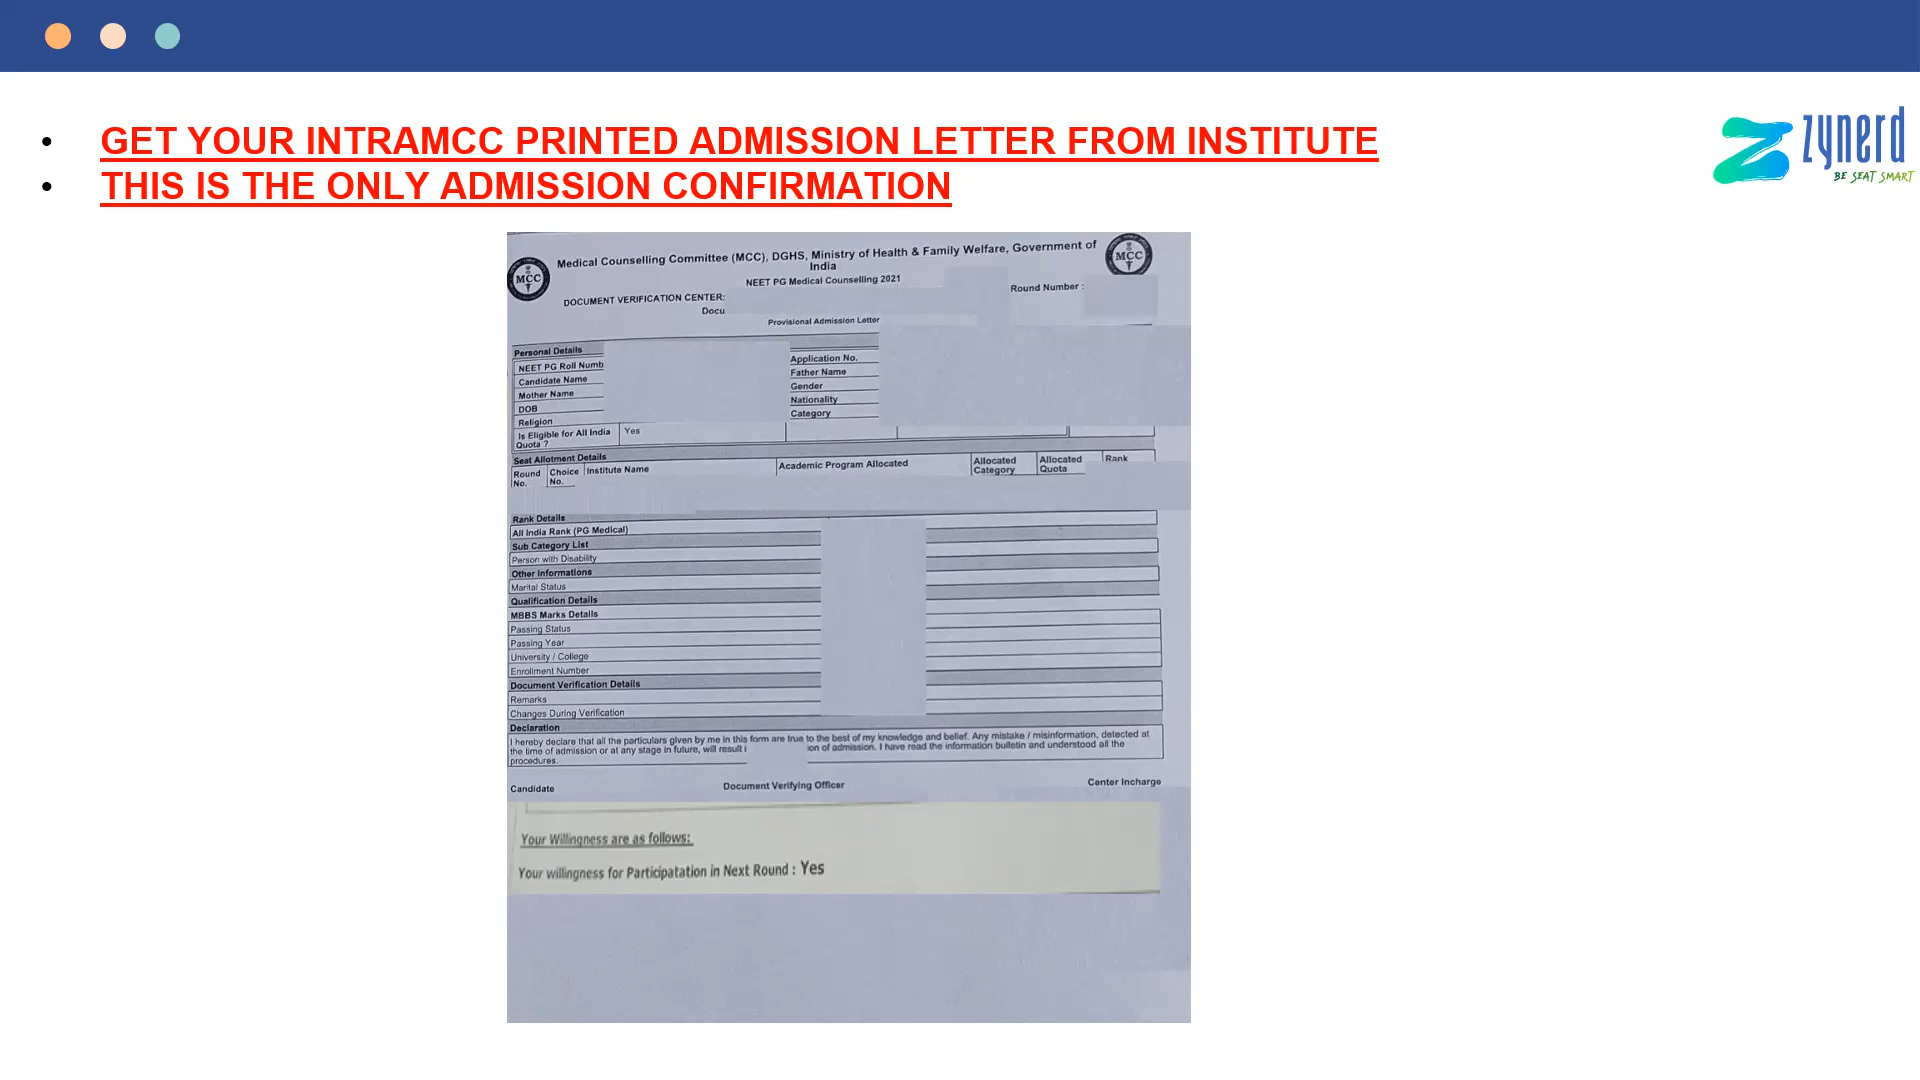 • GET YOUR INTRAMCC PRINTED ADMISSION LETTER FROM INSTITUTE
• THIS IS THE ONLY ADMISSION CONFIRMATION
zynerd
BE SEAT SMART
Medical Counselling Committee (MCC), DGHS, Ministry of Health & Family Welfare, Government of
India
MCC
MCC
NEET PG Medical Counselling 2021
DOCUMENT VERIFICATION CENTER:
Round Number :
Docu
Provisional Admission Letter
Personal Details
NEET PG Roll Numb
Application No.
Candidate Name
Father Name
Mother Name
Gender
DOB
Nationality
Religion
Category
Is Eligible for All India
Quota ?
Yes
Seat Allotment Details
Round
No.
Choice
No.
Institute Name
Academic Program Allocated
Allocated
Category
Allocated
Quota
Rank
Rank Details
All India Rank (PG Medical)
Sub Category List
Person with Disability
Other Informations
Marital Status
Qualification Details
MBBS Marks Details
Passing Status
Passing Year
University / College
Enrollment Number
Document Verification Details
Remarks
Changes During Verification
Declaration
I hereby declare that all the particulars given by me in this form are true to the best of my knowledge and belief. Any mistake / misinformation, detected at
the time of admission or at any stage in future, will result i ion of admission. I have read the information bulletin and understood all the
procedures.
Candidate
Document Verifying Officer
Center Incharge
Your Willingness are as follows:
Your willingness for Participatation in Next Round : Yes